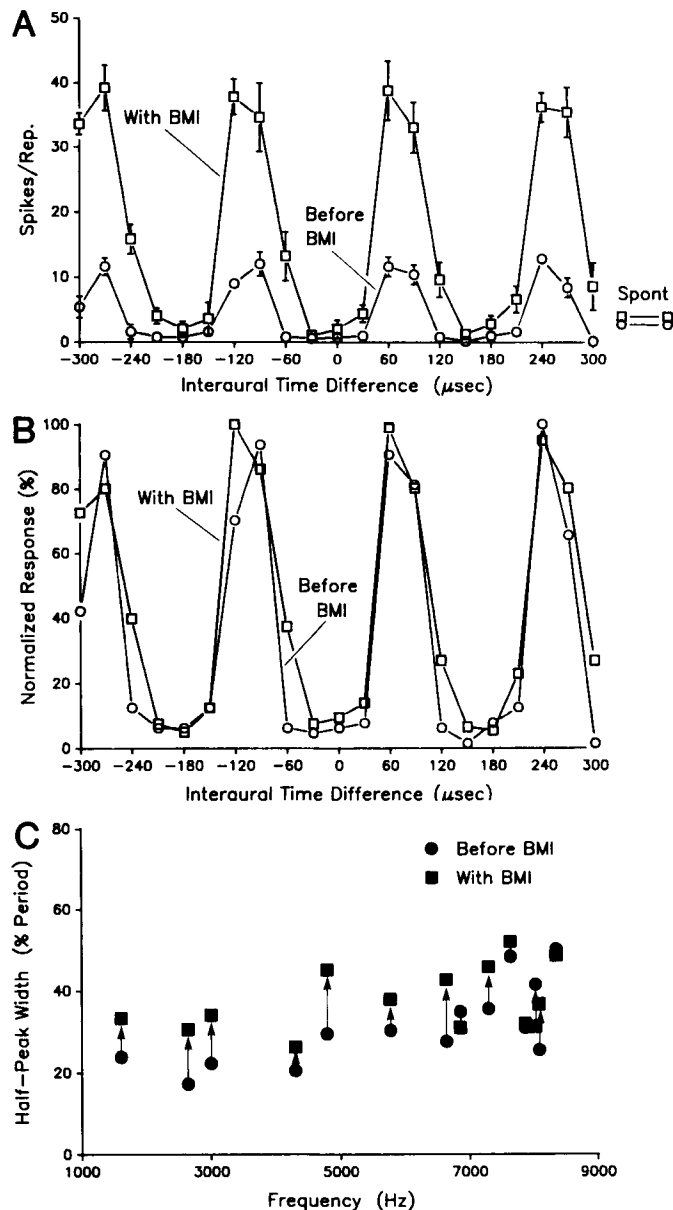 A
50
40
30
20
10
0
Spikes/Rep.
With BMI
Before
BMI
Spont
-300 -240 -180 -120 -60 0 60 120 180 240 300
Interaural Time Difference (μsec)
B
100
80
60
40
20
0
Normalized Response (%)
With BMI
Before
BMI
-300 -240 -180 -120 -60 0 60 120 180 240 300
Interaural Time Difference (μsec)
C
80
60
40
20
0
Half-Peak Width (% Period)
Before BMI
With BMI
1000 3000 5000 7000 9000
Frequency (Hz)